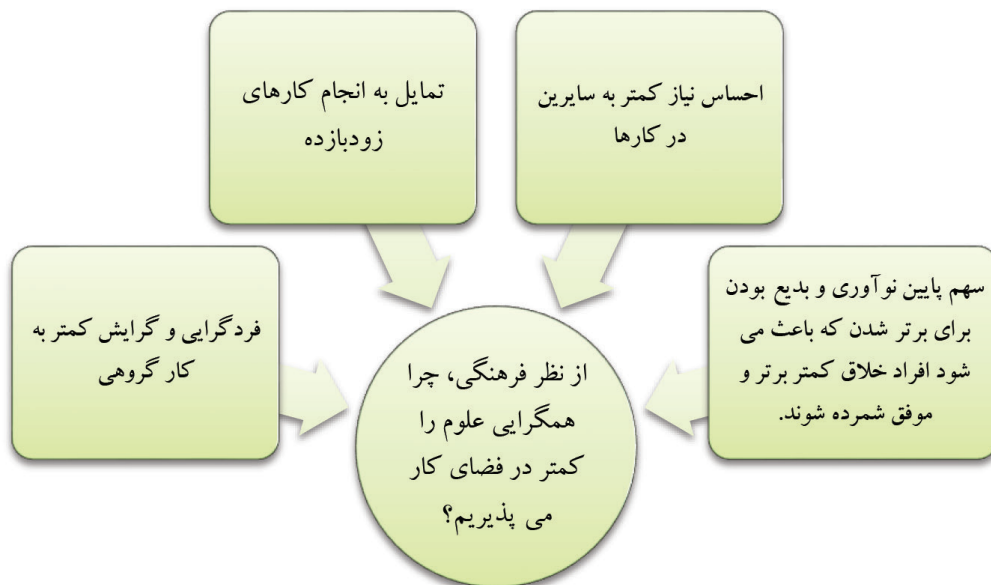 احساس نیاز کمتر به سایرین
در کارها
تمایل به انجام کارهای
زودبازده
سهم پایین نوآوری و بدیع بودن
برای برتر شدن که باعث می
شود افراد خلاق کمتر برتر و
موفق شمرده شوند.
فردگرایی و گرایش کمتر به
کار گروهی
از نظر فرهنگی، چرا
همگرایی علوم را
کمتر در فضای کار
می پذیریم؟